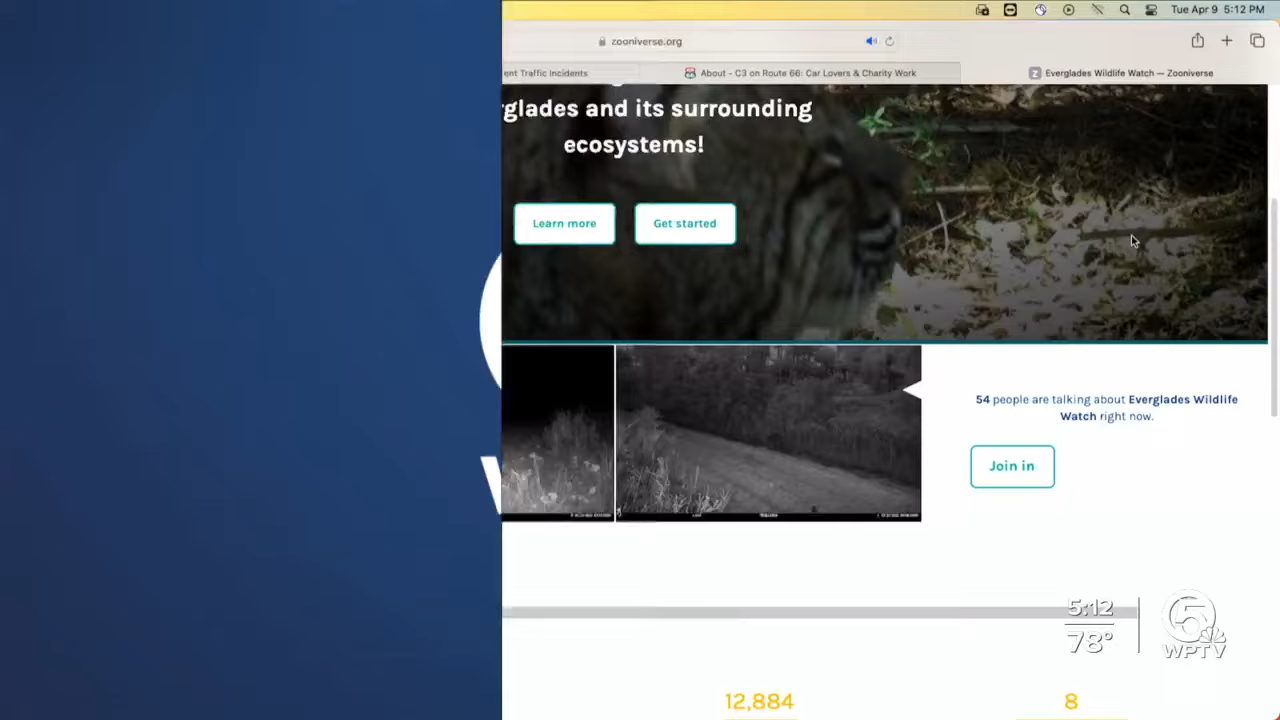 Tue Apr 9 5:12 PM
zooniverse.org
ent Traffic Incidents
About - C3 on Route 66: Car Lovers & Charity Work
Z
Everglades Wildlife Watch — Zooniverse
rglades and its surrounding
ecosystems!
Learn more
Get started
54 people are talking about Everglades Wildlife
Watch right now.
Join in
5:12
78°
5
WPTV
12,884
8